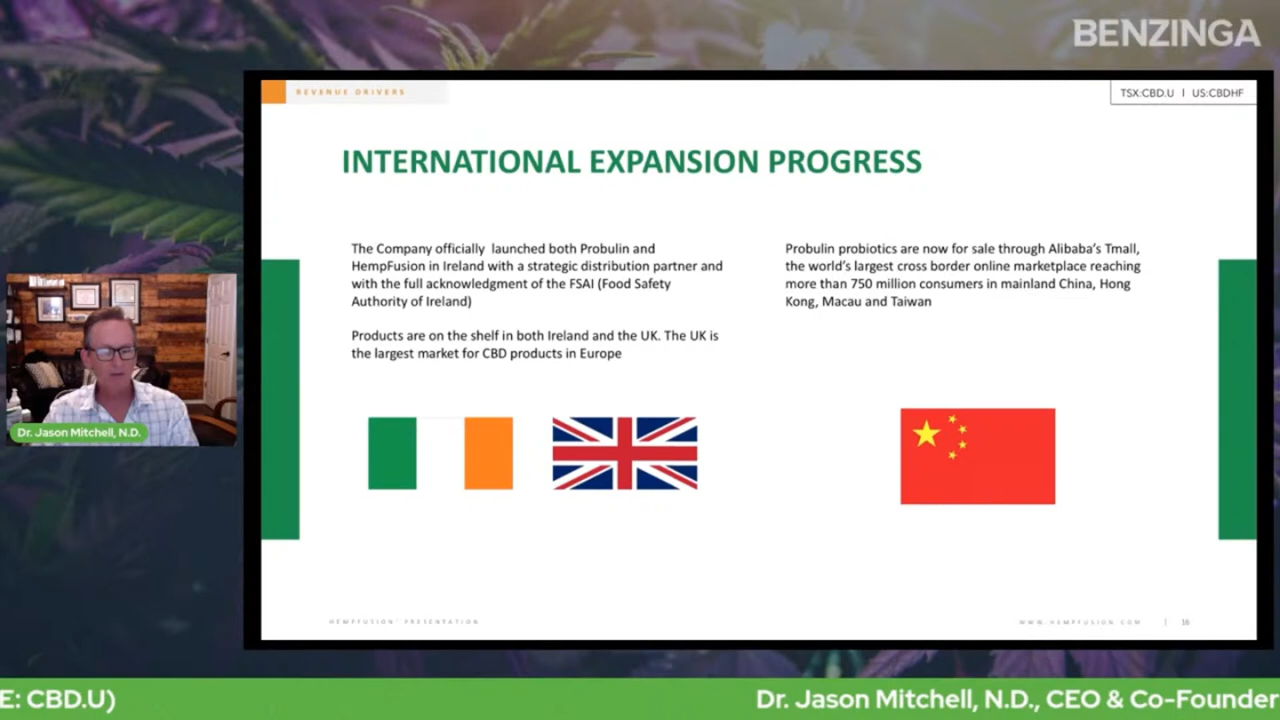 BENZINGA
REVENUE DRIVERS
TSX:CBD.U | US:CBDHF
INTERNATIONAL EXPANSION PROGRESS
The Company officially launched both Probulin and
HempFusion in Ireland with a strategic distribution partner and
with the full acknowledgment of the FSAI (Food Safety
Authority of Ireland)
Products are on the shelf in both Ireland and the UK. The UK is
the largest market for CBD products in Europe
Probulin probiotics are now for sale through Alibaba's Tmall,
the world's largest cross border online marketplace reaching
more than 750 million consumers in mainland China, Hong
Kong, Macau and Taiwan
Dr. Jason Mitchell, N.D.
HEMPFUSION PRESENTATION
WWW.HEMPFUSION.COM | 16
E: CBD.U)
Dr. Jason Mitchell, N.D., CEO & Co-Founder